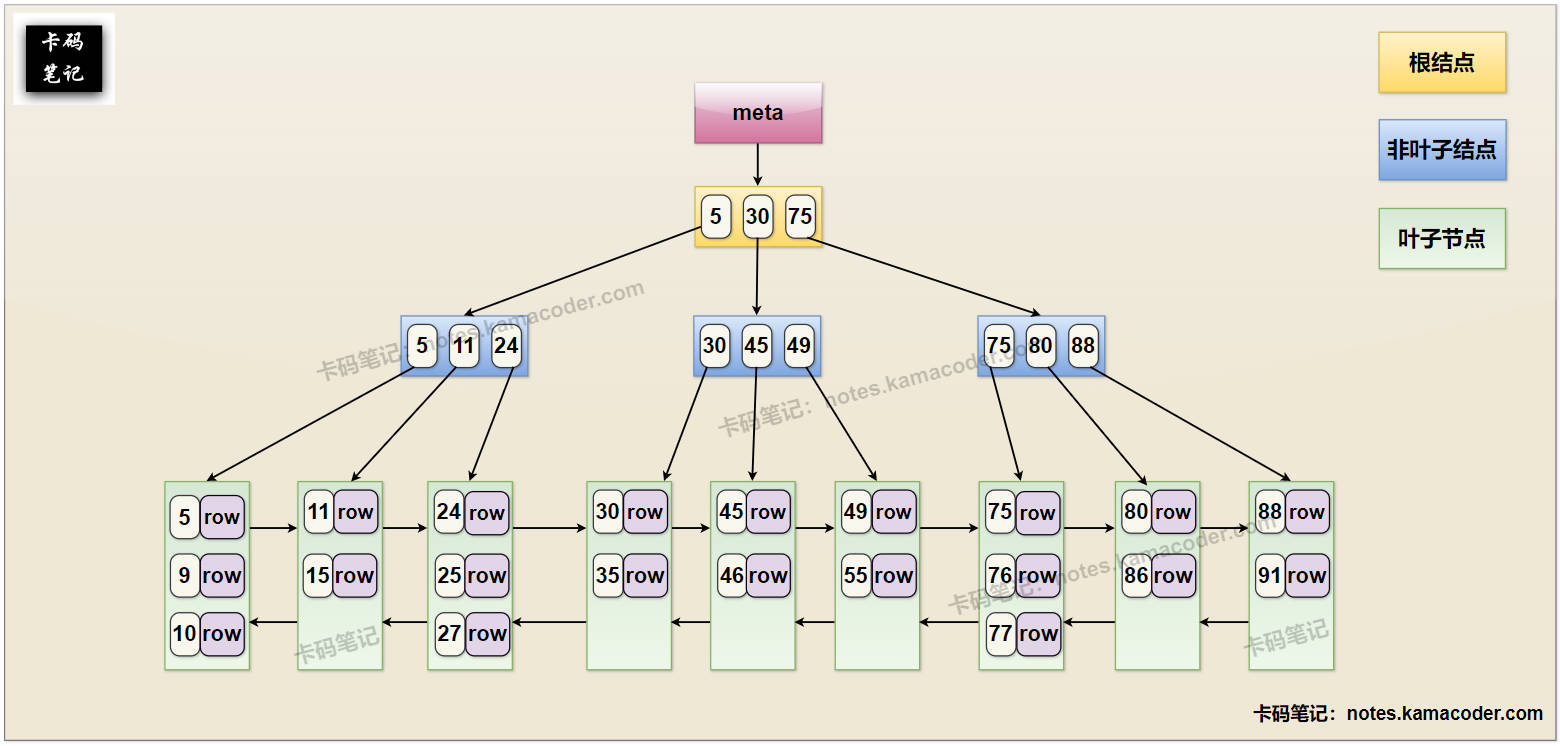 卡码
笔记
根结点
meta
非叶子结点
5 30 75
叶子节点
卡码笔记：notes.kamacoder.com
5 11 24
30 45 49
75 80 88
卡码笔记：notes.kamacoder.com
5 row 11 row 24 row 30 row 45 row 49 row 75 row 80 row 88 row
卡码笔记：notes.kamacoder.com
9 row 15 row 25 row 35 row 46 row 55 row 76 row 86 row 91 row
10 row 27 row 77 row
卡码笔记
卡码笔记
卡码笔记：notes.kamacoder.com